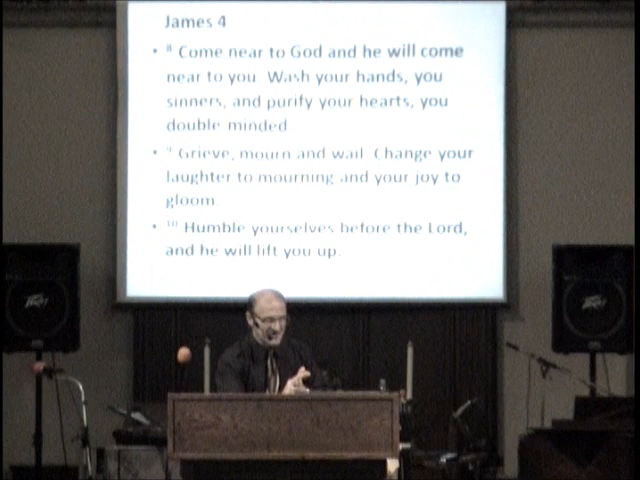 James 4
• 8 Come near to God and he will come
near to you. Wash your hands, you
sinners, and purify your hearts, you
double minded.
• 9 Grieve, mourn and wail. Change your
laughter to mourning and your joy to
gloom.
• 10 Humble yourselves before the Lord,
and he will lift you up.
PEAVEY
PEAVEY